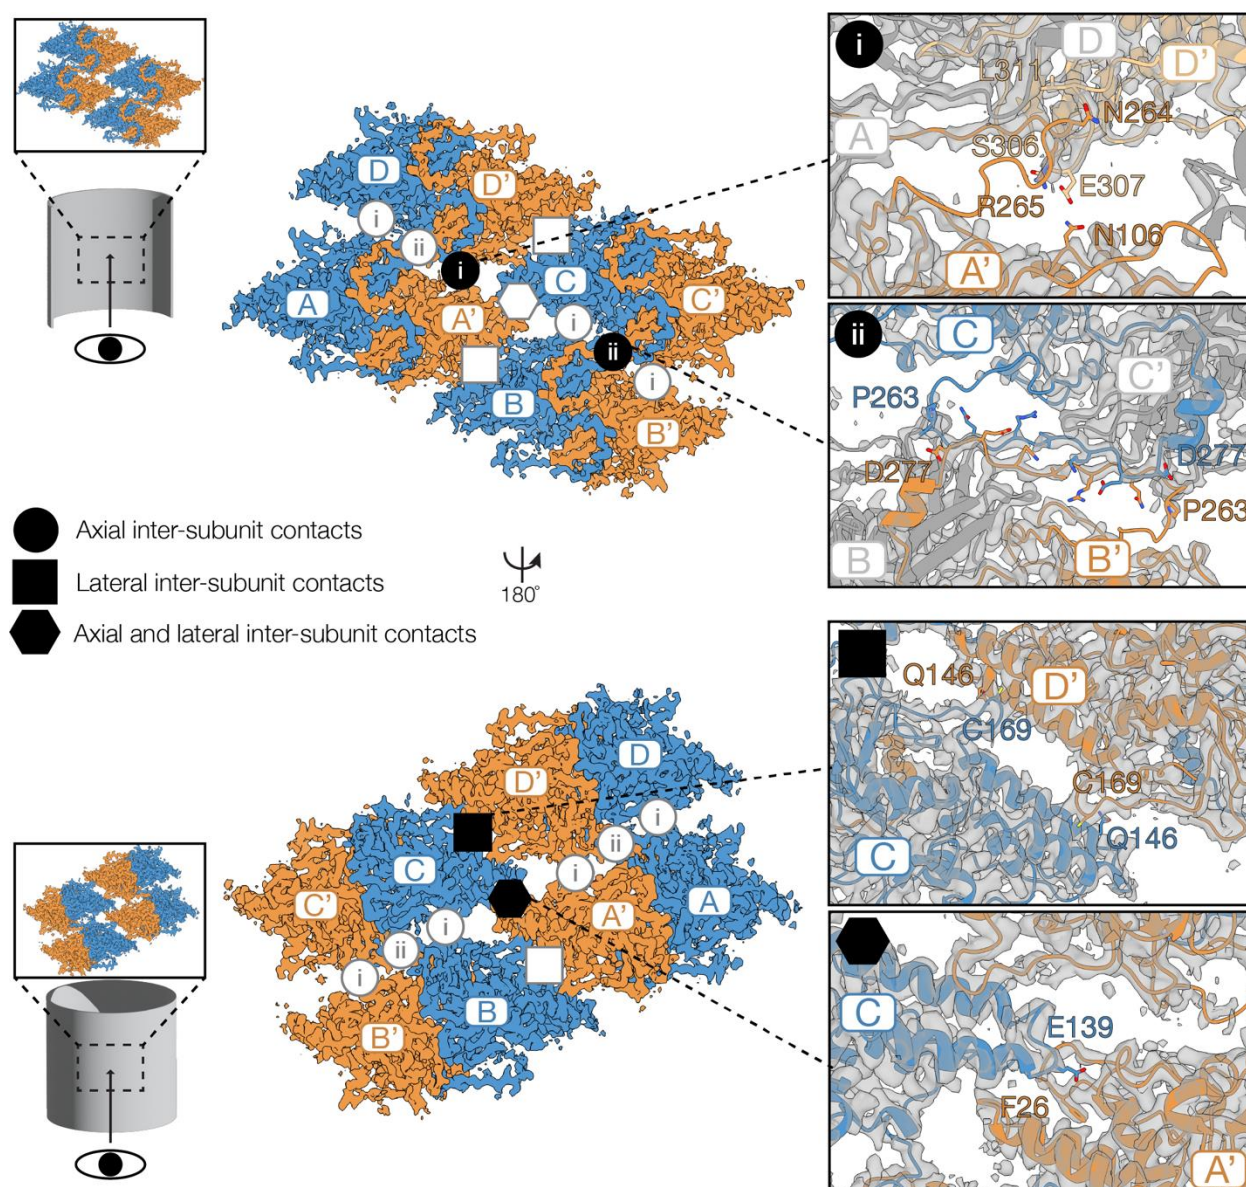 D
D'
i
ii
i
C
A
A'
C'
i
ii
i
B
B'
Axial inter-subunit contacts
Lateral inter-subunit contacts
Axial and lateral inter-subunit contacts
180°
D
D'
i
ii
i
C
C'
A'
A
i
ii
i
B
B'
i
D
D'
L311
N264
A
S306
E307
R265
N106
A'
ii
C
C'
P263
D277
D277
P263
B
B'
Q146
D'
C169
C169
Q146
C
C
E139
F26
A'